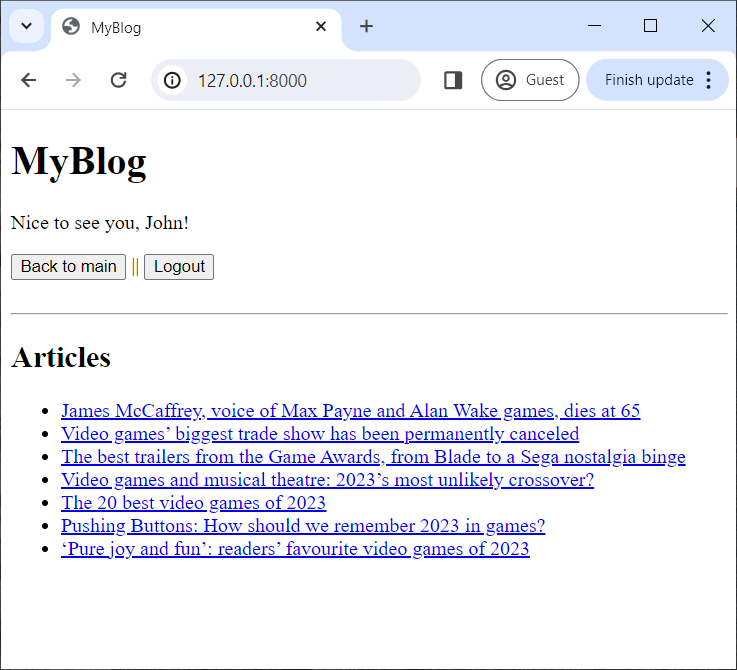 MyBlog
127.0.0.1:8000
Guest
Finish update
MyBlog
Nice to see you, John!
Back to main || Logout
Articles
James McCaffrey, voice of Max Payne and Alan Wake games, dies at 65
Video games’ biggest trade show has been permanently canceled
The best trailers from the Game Awards, from Blade to a Sega nostalgia binge
Video games and musical theatre: 2023’s most unlikely crossover?
The 20 best video games of 2023
Pushing Buttons: How should we remember 2023 in games?
‘Pure joy and fun’: readers’ favourite video games of 2023